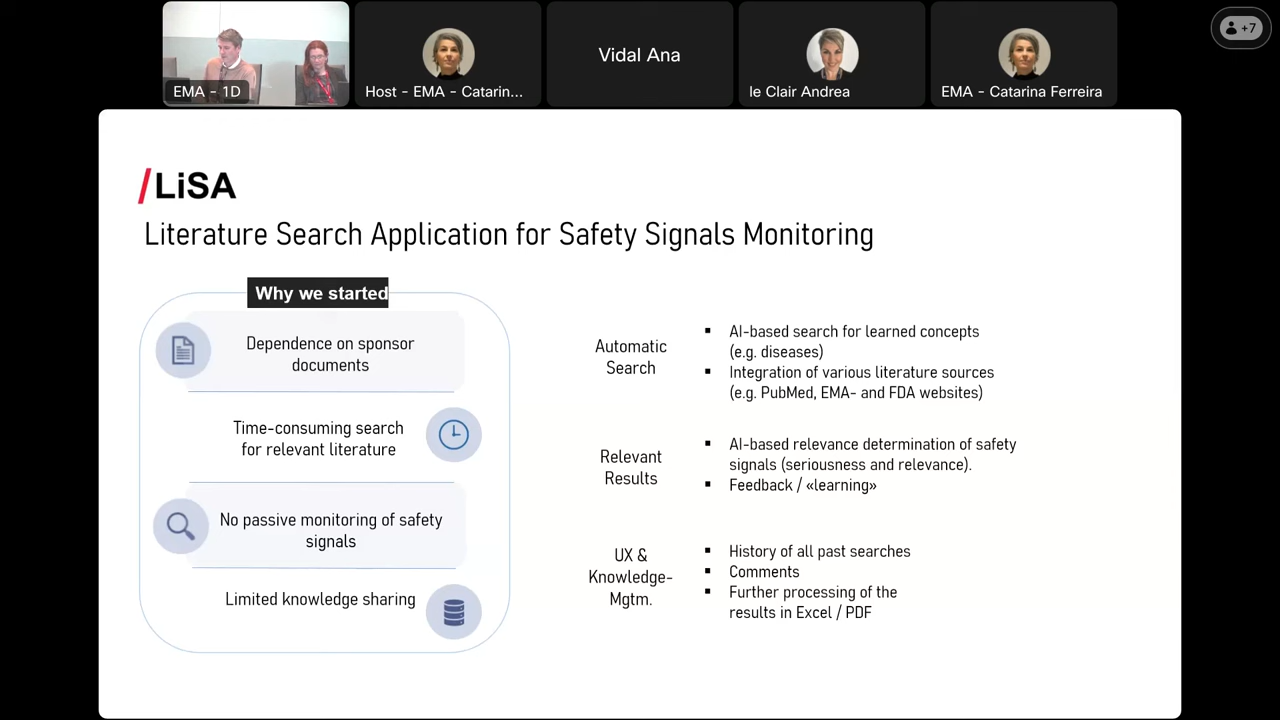 EMA - 1D
Host - EMA - Catarin...
Vidal Ana
le Clair Andrea
EMA - Catarina Ferreira
+7
/LiSA
Literature Search Application for Safety Signals Monitoring
Why we started
Dependence on sponsor
documents
Time-consuming search
for relevant literature
No passive monitoring of safety
signals
Limited knowledge sharing
Automatic
Search
▪ AI-based search for learned concepts
(e.g. diseases)
▪ Integration of various literature sources
(e.g. PubMed, EMA- and FDA websites)
Relevant
Results
▪ AI-based relevance determination of safety
signals (seriousness and relevance).
▪ Feedback / «learning»
UX &
Knowledge-
Mgtm.
▪ History of all past searches
▪ Comments
▪ Further processing of the
results in Excel / PDF